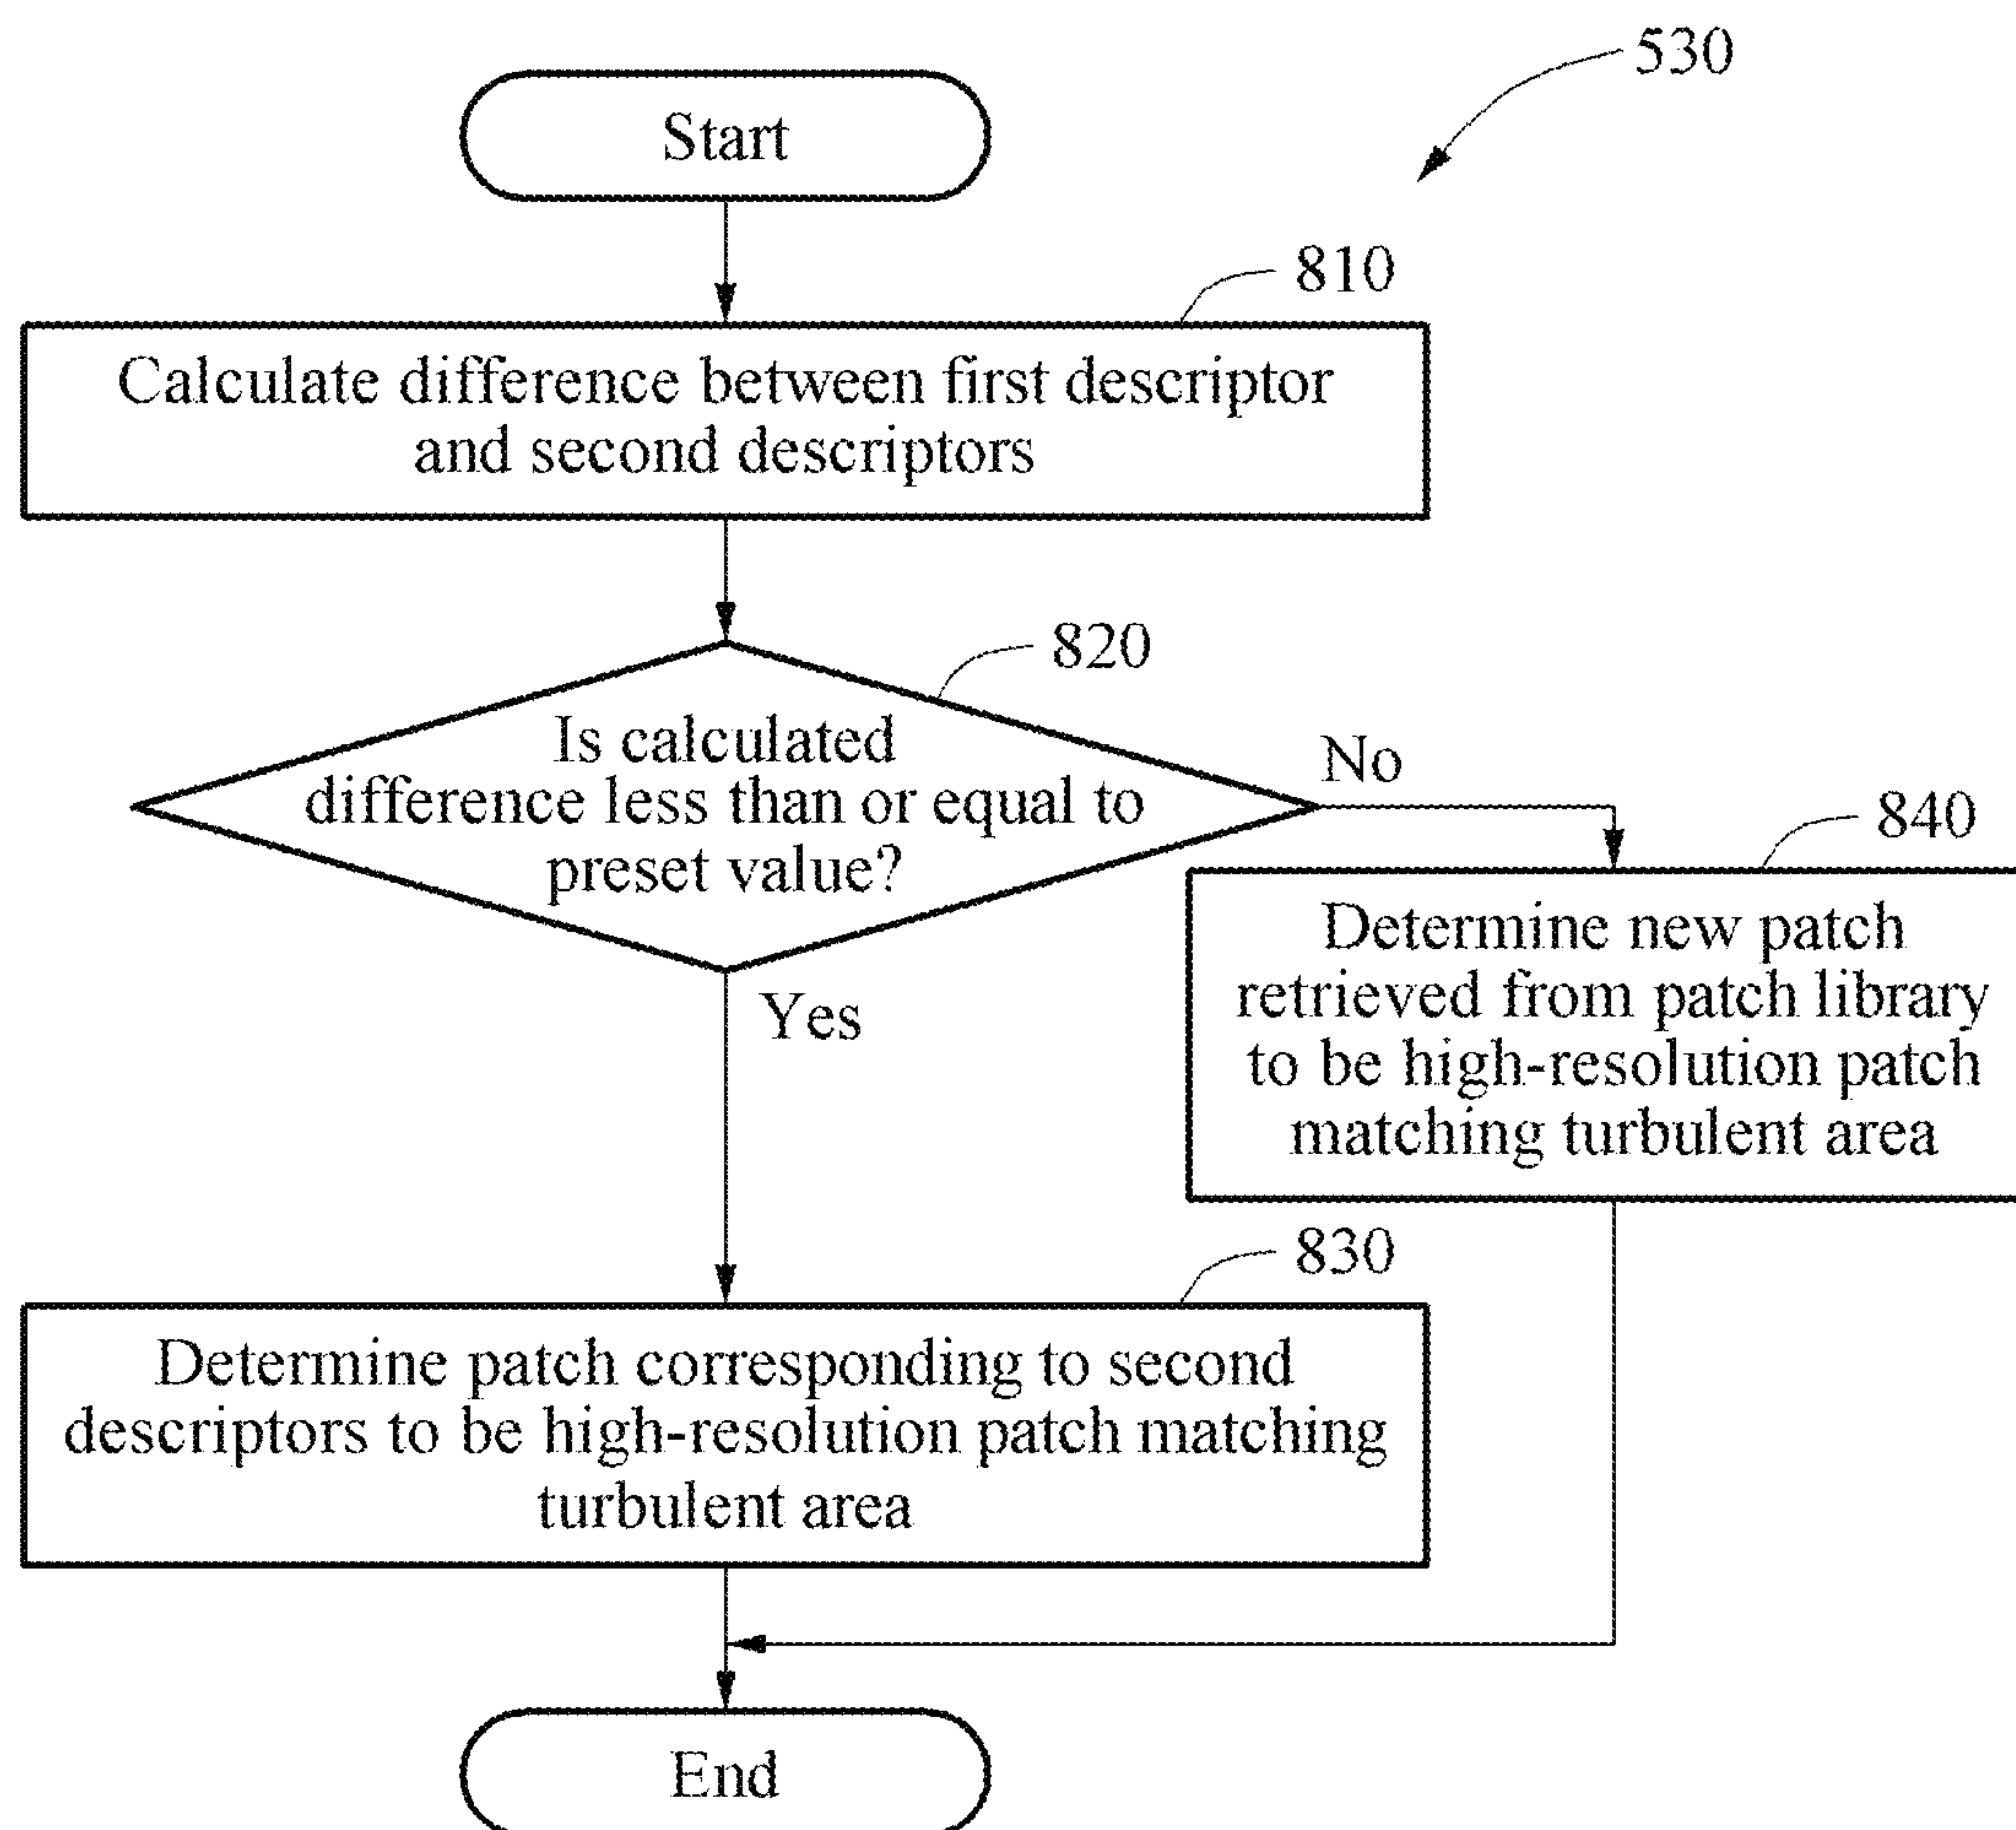 530
Start
810
Calculate difference between first descriptor
and second descriptors
820
Is calculated
difference less than or equal to
preset value?
No
840
Determine new patch
retrieved from patch library
to be high-resolution patch
matching turbulent area
Yes
830
Determine patch corresponding to second
descriptors to be high-resolution patch matching
turbulent area
End